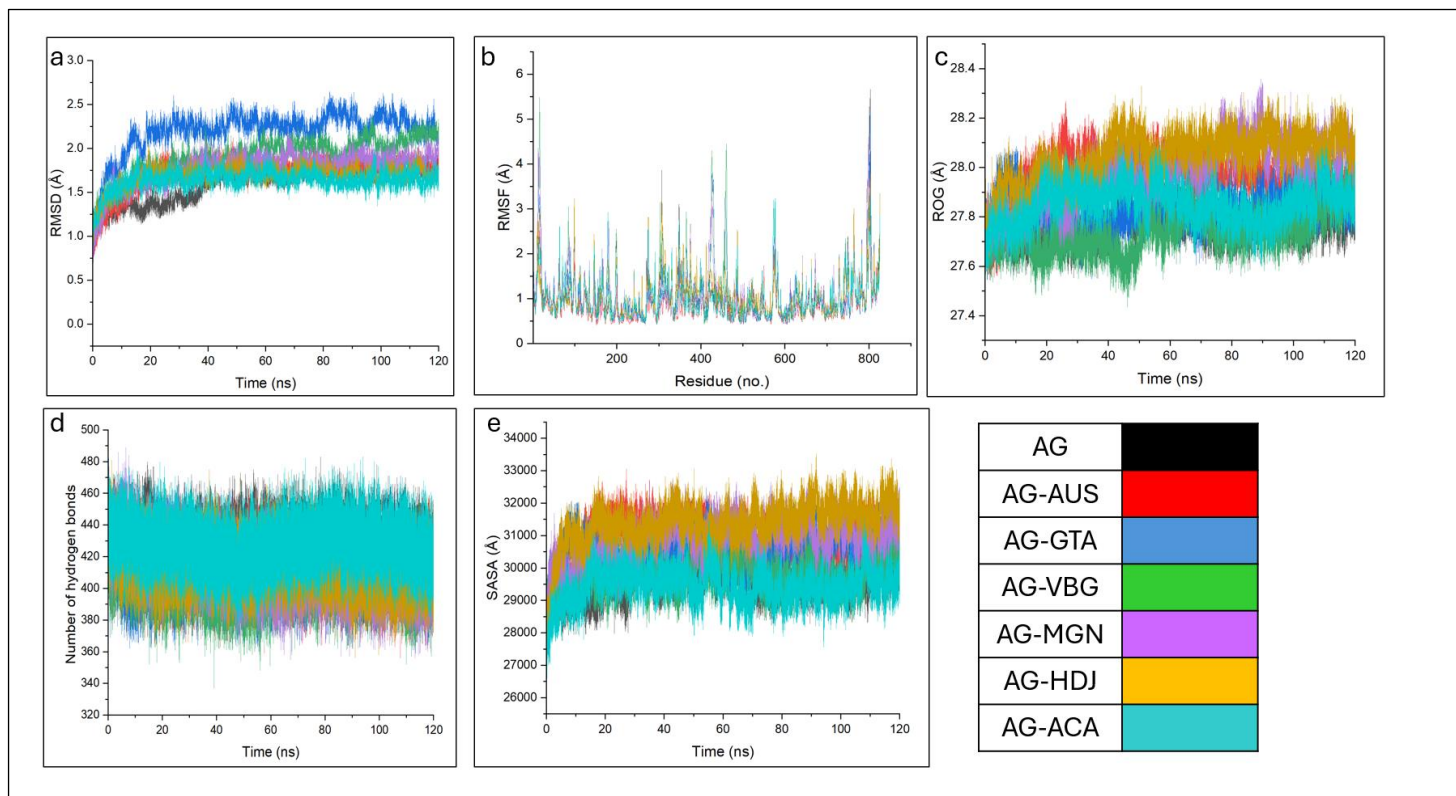 a
3.0
2.5
2.0
1.5
1.0
0.5
0.0
RMSD (Å)
0 20 40 60 80 100 120
Time (ns)
b
6
5
4
3
2
1
0
RMSF (Å)
200 400 600 800
Residue (no.)
c
28.4
28.2
28.0
27.8
27.6
27.4
ROG (Å)
0 20 40 60 80 100 120
Time (ns)
d
500
480
460
440
420
400
380
360
340
320
Number of hydrogen bonds
0 20 40 60 80 100 120
Time (ns)
e
34000
33000
32000
31000
30000
29000
28000
27000
26000
SASA (Å)
0 20 40 60 80 100 120
Time (ns)
AG
AG-AUS
AG-GTA
AG-VBG
AG-MGN
AG-HDJ
AG-ACA